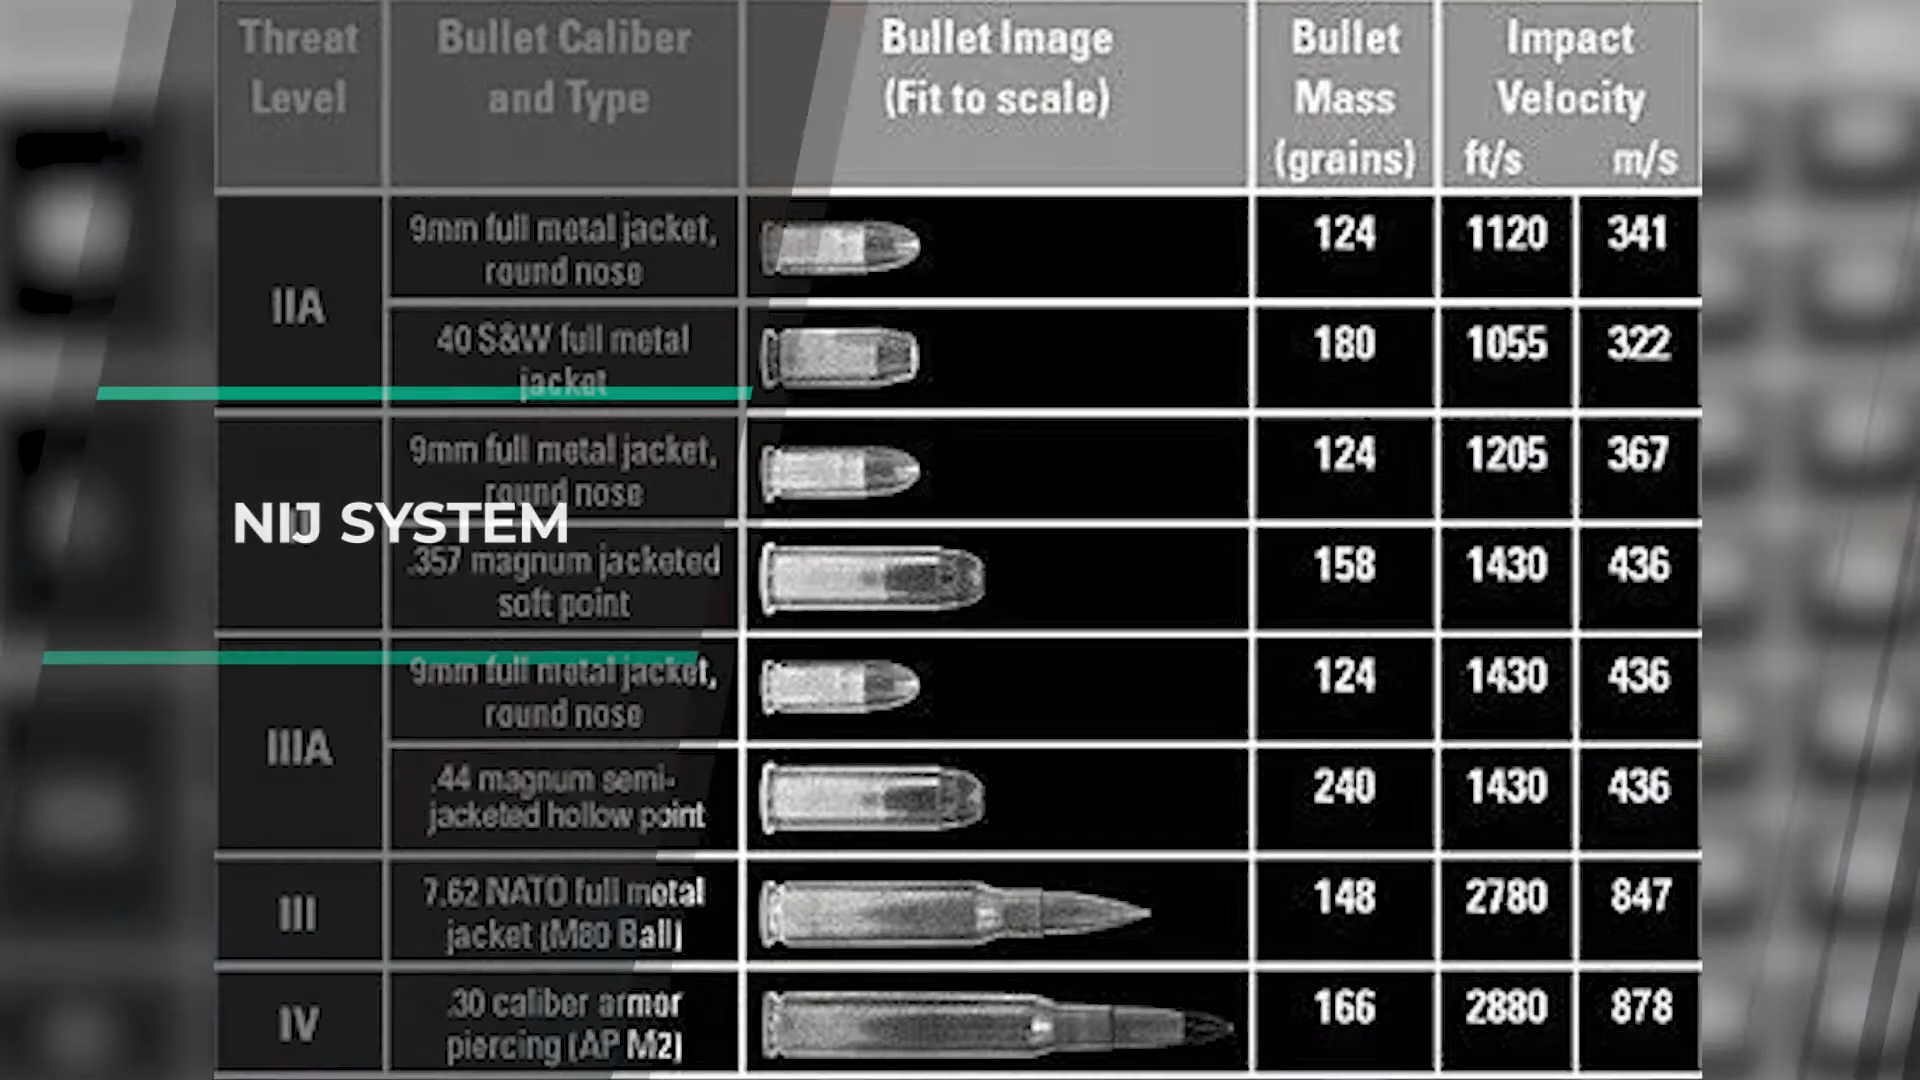 Threat Level
Bullet Caliber and Type
Bullet Image (Fit to scale)
Bullet Mass (grains)
Impact Velocity
ft/s m/s
IIA
9mm full metal jacket,
round nose
124 1120 341
40 S&W full metal
jacket
180 1055 322
9mm full metal jacket,
round nose
124 1205 367
NIJ SYSTEM
.357 magnum jacketed
soft point
158 1430 436
IIIA
9mm full metal jacket,
round nose
124 1430 436
.44 magnum semi-
jacketed hollow point
240 1430 436
III
7.62 NATO full metal
jacket (M80 Ball)
148 2780 847
IV
.30 caliber armor
piercing (AP M2)
166 2880 878